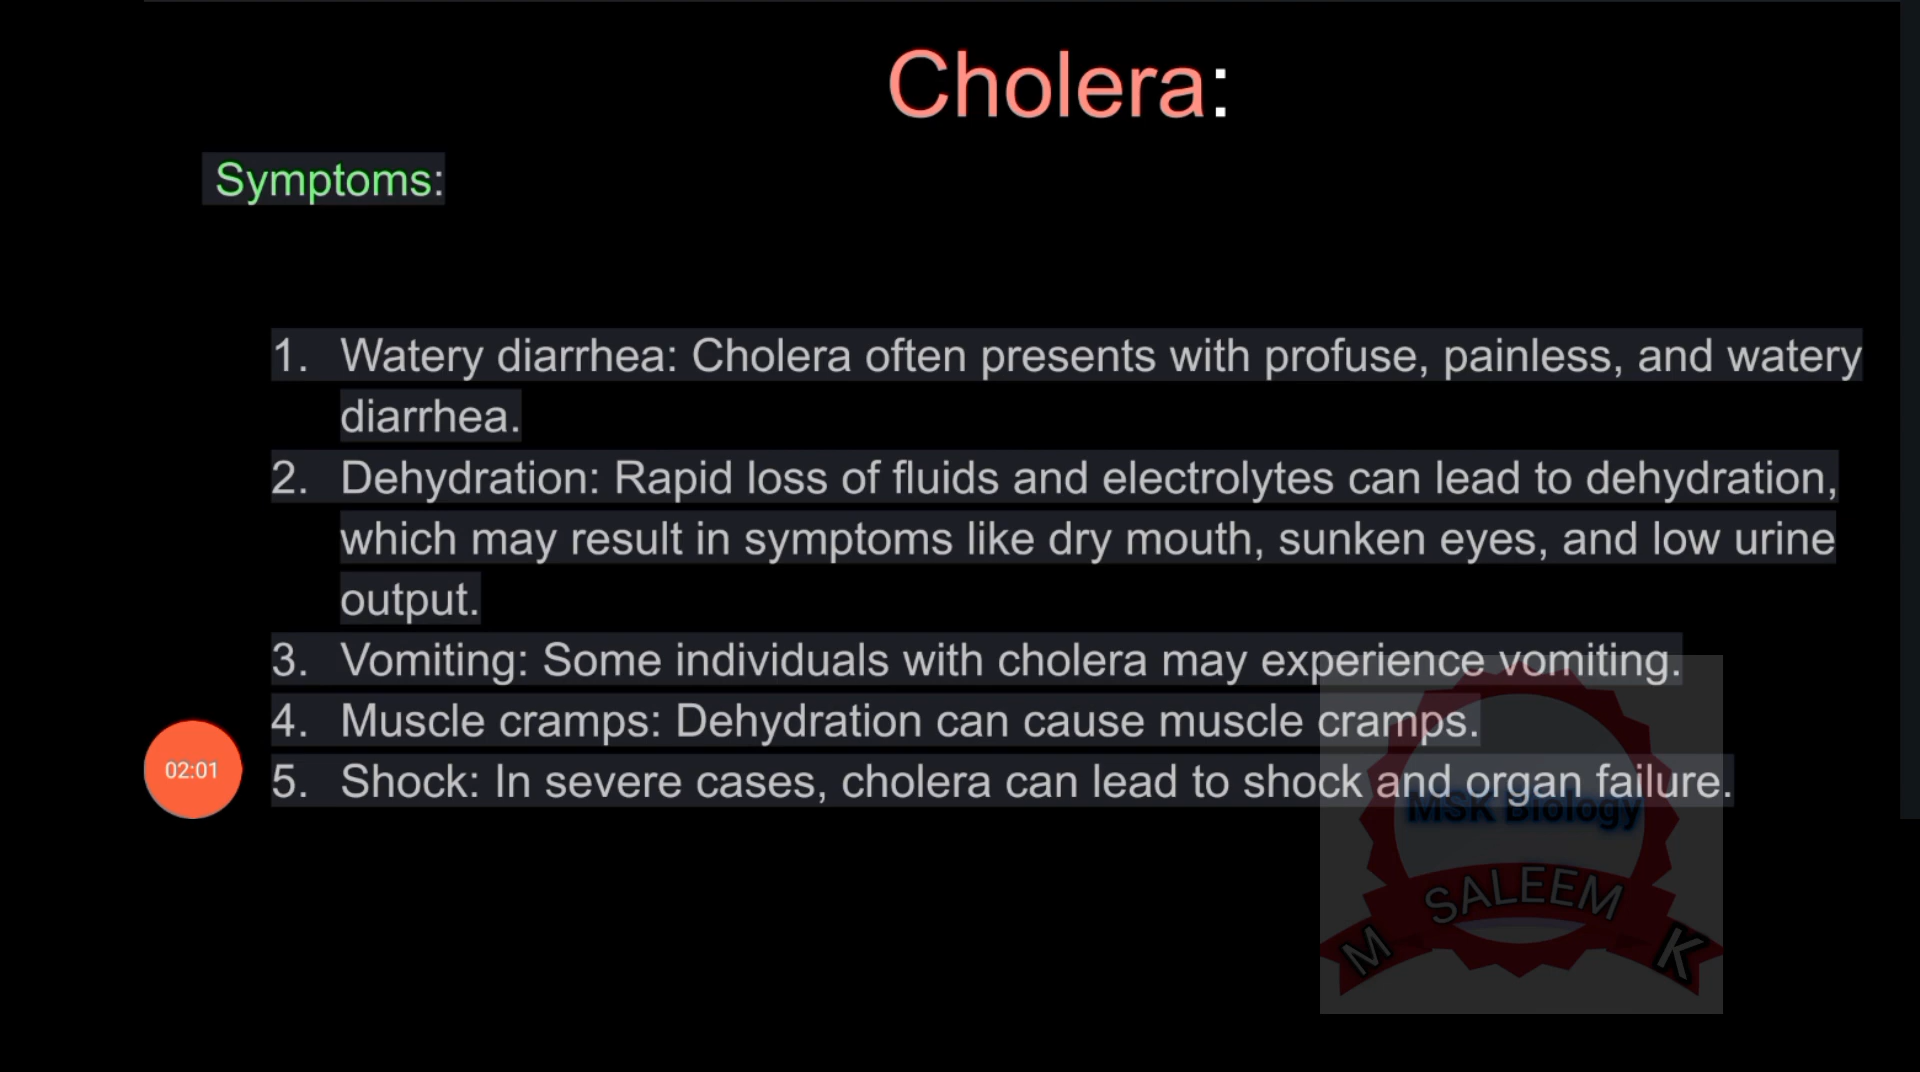 Cholera:
Symptoms:
1. Watery diarrhea: Cholera often presents with profuse, painless, and watery
diarrhea.
2. Dehydration: Rapid loss of fluids and electrolytes can lead to dehydration,
which may result in symptoms like dry mouth, sunken eyes, and low urine
output.
3. Vomiting: Some individuals with cholera may experience vomiting.
4. Muscle cramps: Dehydration can cause muscle cramps.
02:01
5. Shock: In severe cases, cholera can lead to shock and organ failure.
MSK Biology
M SALEEM K